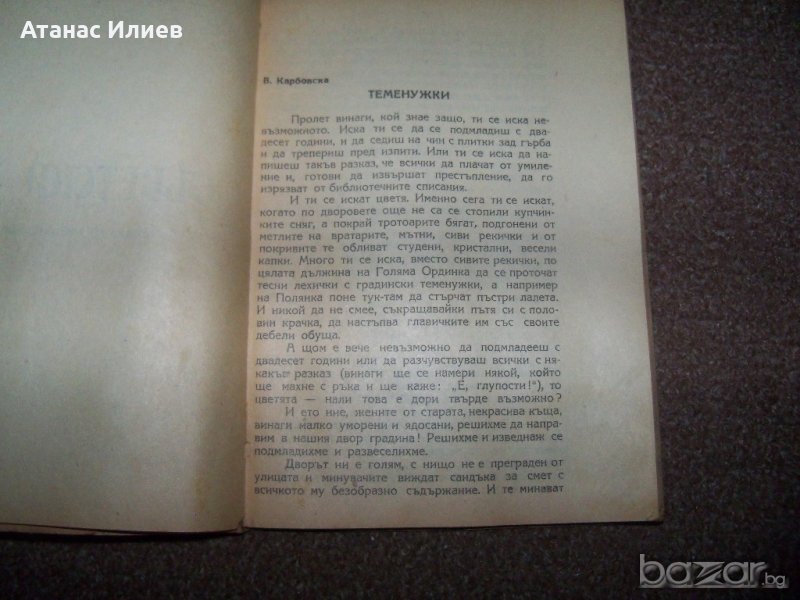 Атанас Илиев
В. Карбовска
ТЕМЕНУЖКИ
Пролет винаги, кой знае защо, ти се иска не-
възможното. Иска ти се да се подмладиш с два-
десет години, и да седиш на чин с плитки зад гърба
и да трепериш пред изпити. Или ти се иска да на-
пишеш такъв разказ, че всички да плачат от умиле-
ние и, готови да извършат престъпление, да го
изрязват от библиотечните списания.
И ти се искат цветя. Именно сега ти се искат,
когато по дворовете още не са се стопили купчин-
ките сняг, а покрай тротоарите бягат, подгонени от
метлите на вратарите, мътни, сиви рекички и от
покривите те обливат студени, кристални, весели
капки. Много ти се иска, вместо сивите рекички, по
цялата дължина на Голяма Ординка да се проточат
тесни лехички с градински теменужки, а например
на Полянка поне тук-там да стърчат пъстри лалета.
И никой да не смее, съкращавайки пътя си с поло-
вин крачка, да настъпва главичките им със своите
дебели обуща.
А щом е вече невъзможно да подмладееш с
двадесет години или да разчувствуваш всички с ня-
какъв разказ (винаги ще се намери някой, който
ще махне с ръка и ще каже: „Е, глупости!“), то
цветята — нали това е дори твърде възможно?
И ето ние, жените от старата, некрасива къща,
винаги малко уморени и ядосани, решихме да напра-
вим в нашия двор градина! Решихме и изведнаж се
подмладихме и развеселихме.
Дворът ни е голям, с нищо не е преграден от
улицата и минувачите виждат сандъка за смет с
всичкото му безобразно съдържание. И те минават
bazar.bg